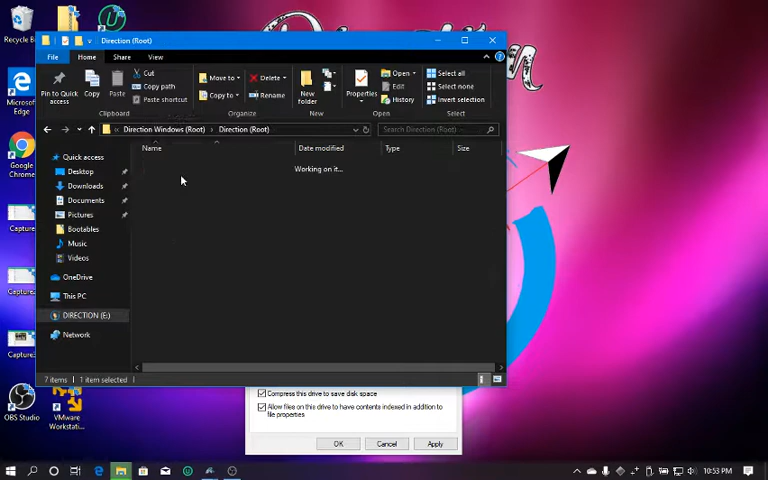 Recycle B
Direction (Root)
File
Home
Share
View
Pin to Quick access
Copy
Paste
Cut
Copy path
Paste shortcut
Clipboard
Move to
Copy to
Delete
Rename
Organize
New folder
New
Properties
Open
Edit
History
Open
Select all
Select none
Invert selection
Select
Direction Windows (Root) › Direction (Root)
Search Direction (Root)
Name
Date modified
Type
Size
Working on it...
Quick access
Desktop
Downloads
Documents
Pictures
Bootables
Music
Videos
OneDrive
This PC
DIRECTION (E:)
Network
7 items
1 item selected
Microsof
Edge
Google
Chrome
Capture
Capture
Capture
OBS Studio
VMware
Workstati...
Compress this drive to save disk space
Allow files on this drive to have contents indexed in addition to
file properties
OK
Cancel
Apply
10:53 PM